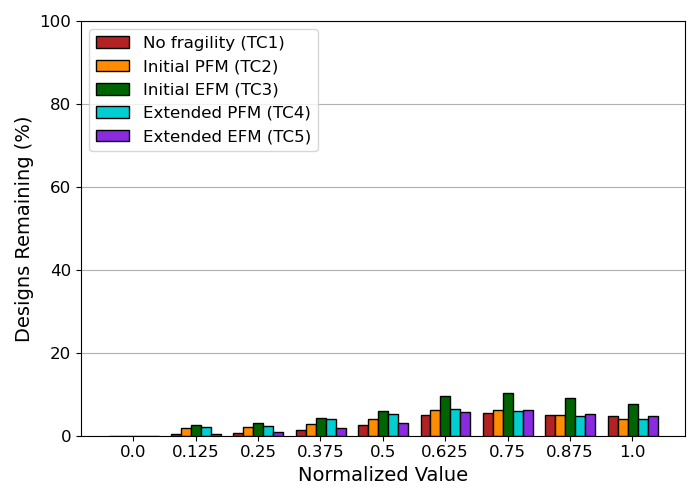 100
80
60
40
20
0
Designs Remaining (%)
No fragility (TC1)
Initial PFM (TC2)
Initial EFM (TC3)
Extended PFM (TC4)
Extended EFM (TC5)
0.0 0.125 0.25 0.375 0.5 0.625 0.75 0.875 1.0
Normalized Value